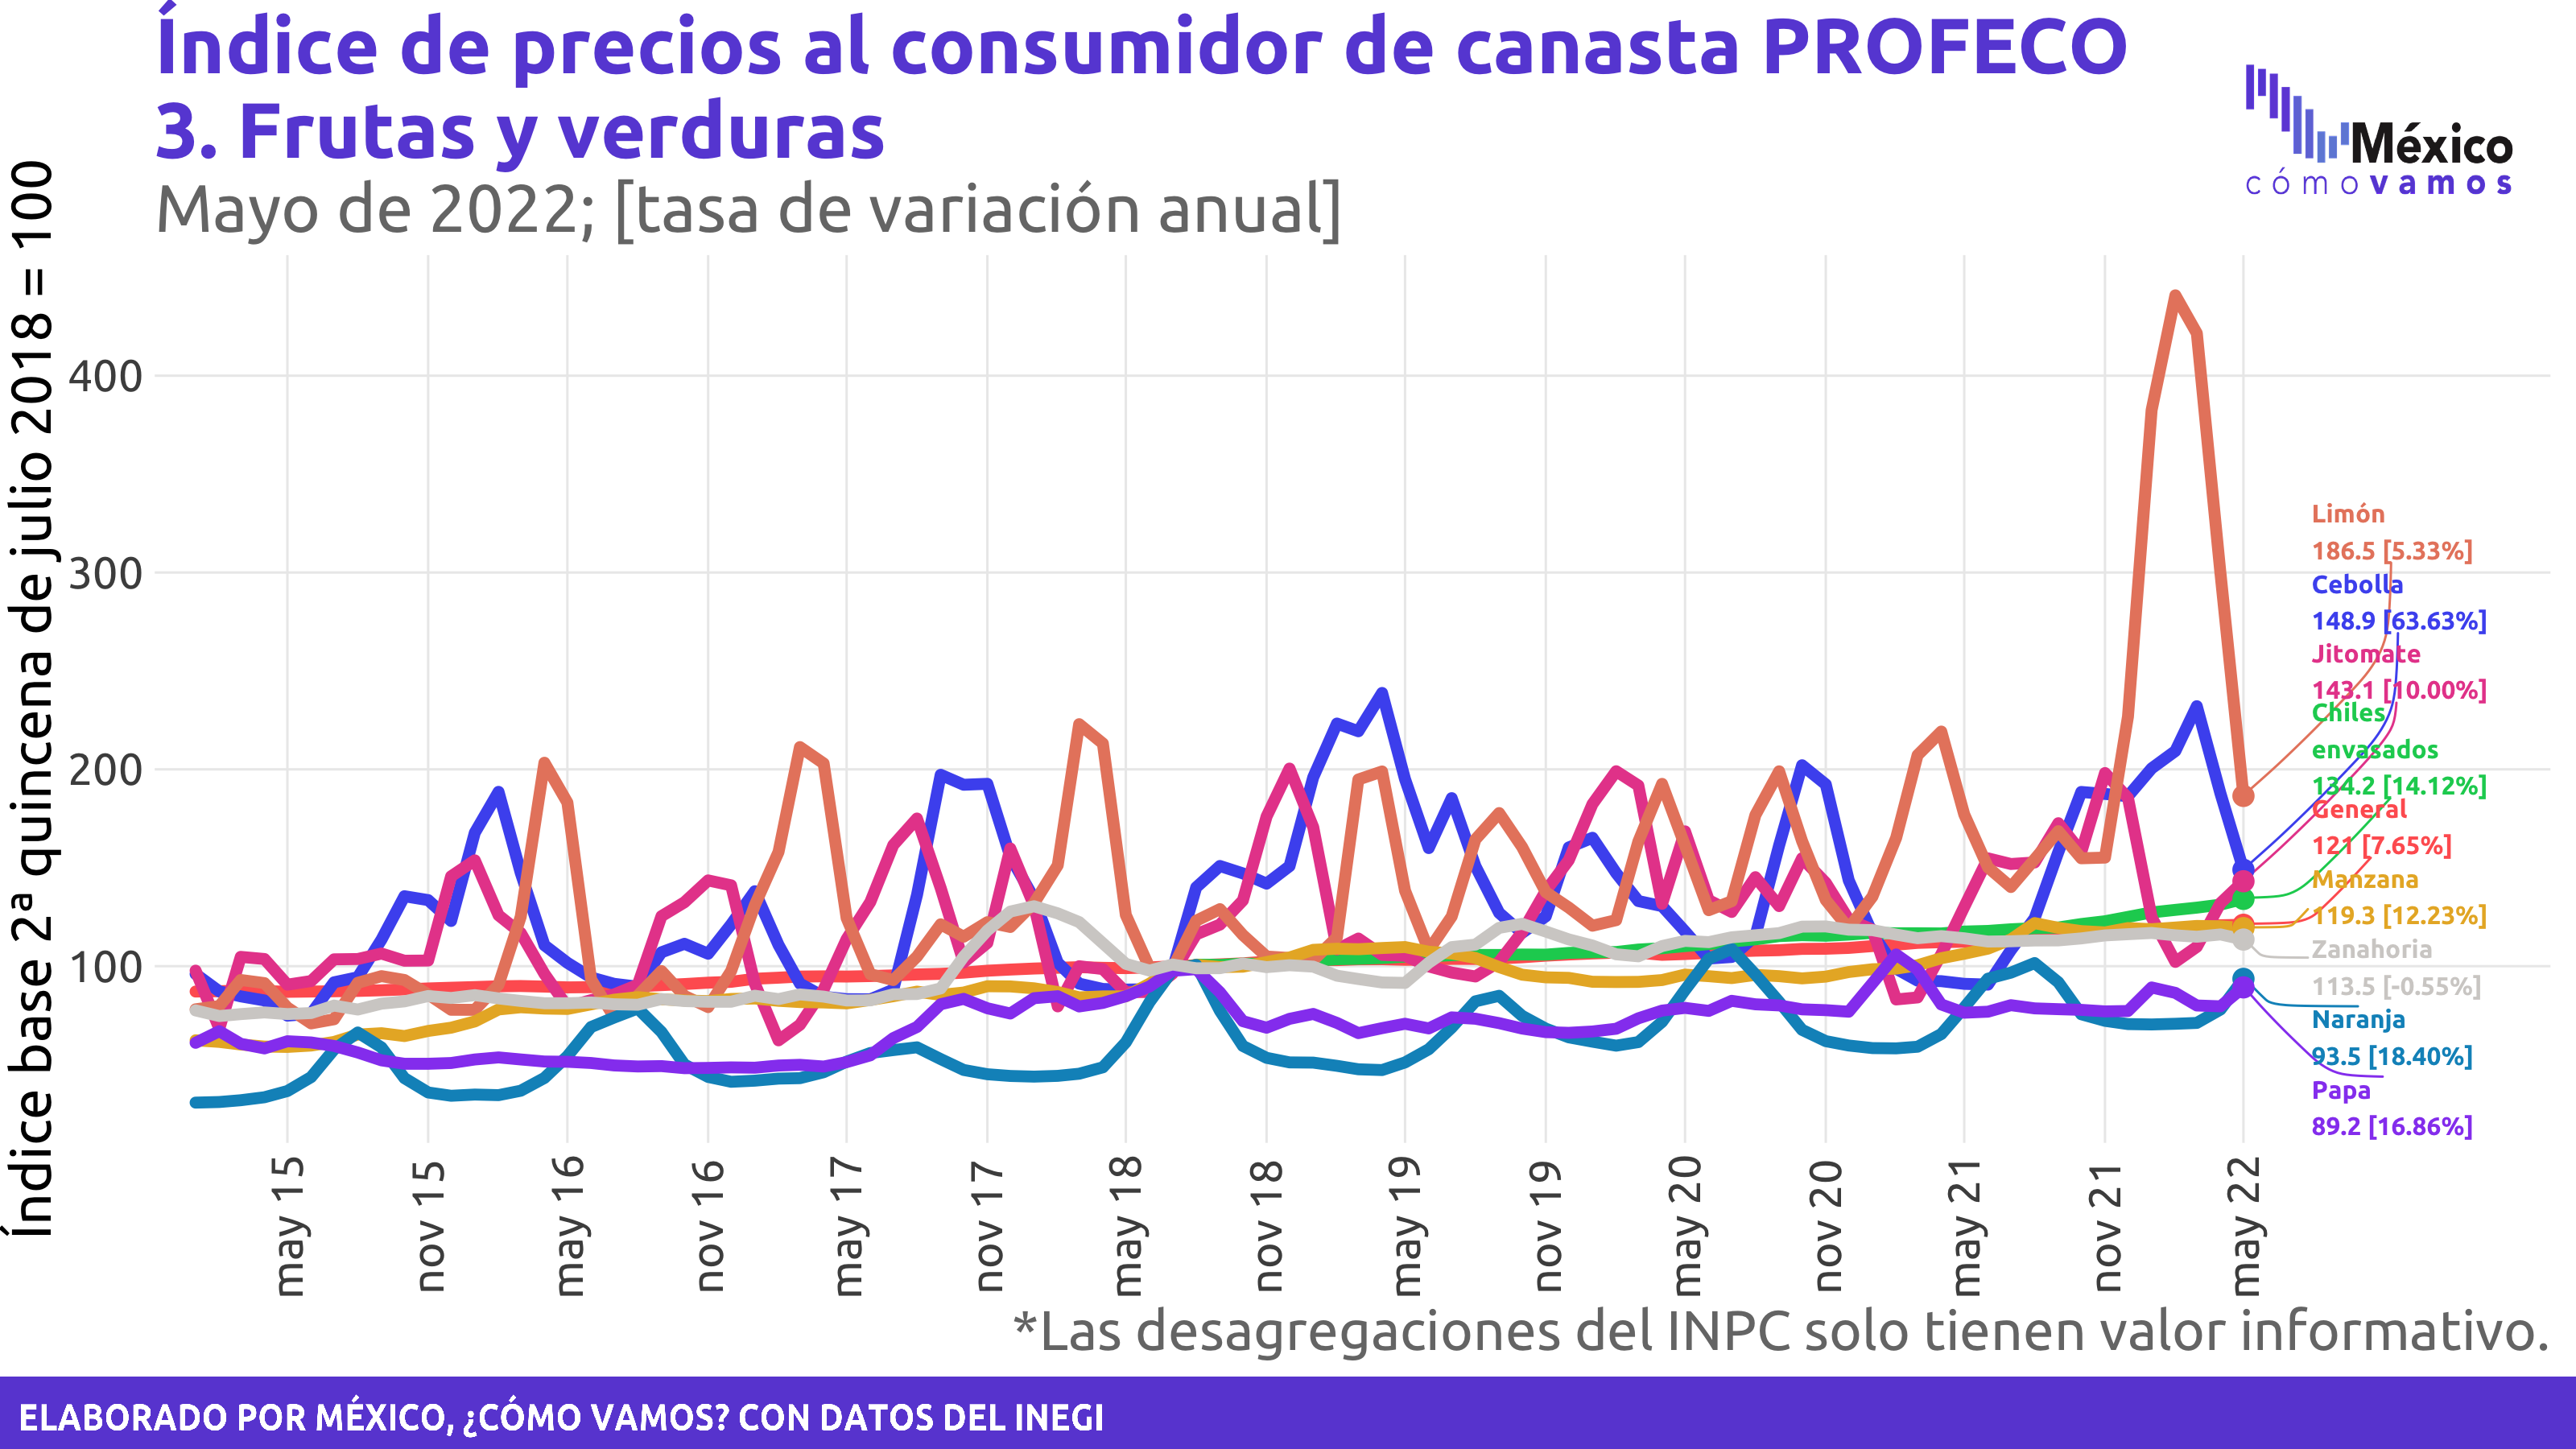 Índice de precios al consumidor de canasta PROFECO
3. Frutas y verduras
Mayo de 2022; [tasa de variación anual]
México
cómo vamos
Índice base 2ª quincena de julio 2018 = 100
400
300
200
100
Limón
186.5 [5.33%]
Cebolla
148.9 [63.63%]
Jitomate
143.1 [10.00%]
Chiles
envasados
134.2 [14.12%]
General
121 [7.65%]
Manzana
119.3 [12.23%]
Zanahoria
113.5 [-0.55%]
Naranja
93.5 [18.40%]
Papa
89.2 [16.86%]
may 15
nov 15
may 16
nov 16
may 17
nov 17
may 18
nov 18
may 19
nov 19
may 20
nov 20
may 21
nov 21
may 22
*Las desagregaciones del INPC solo tienen valor informativo.
ELABORADO POR MÉXICO, ¿CÓMO VAMOS? CON DATOS DEL INEGI